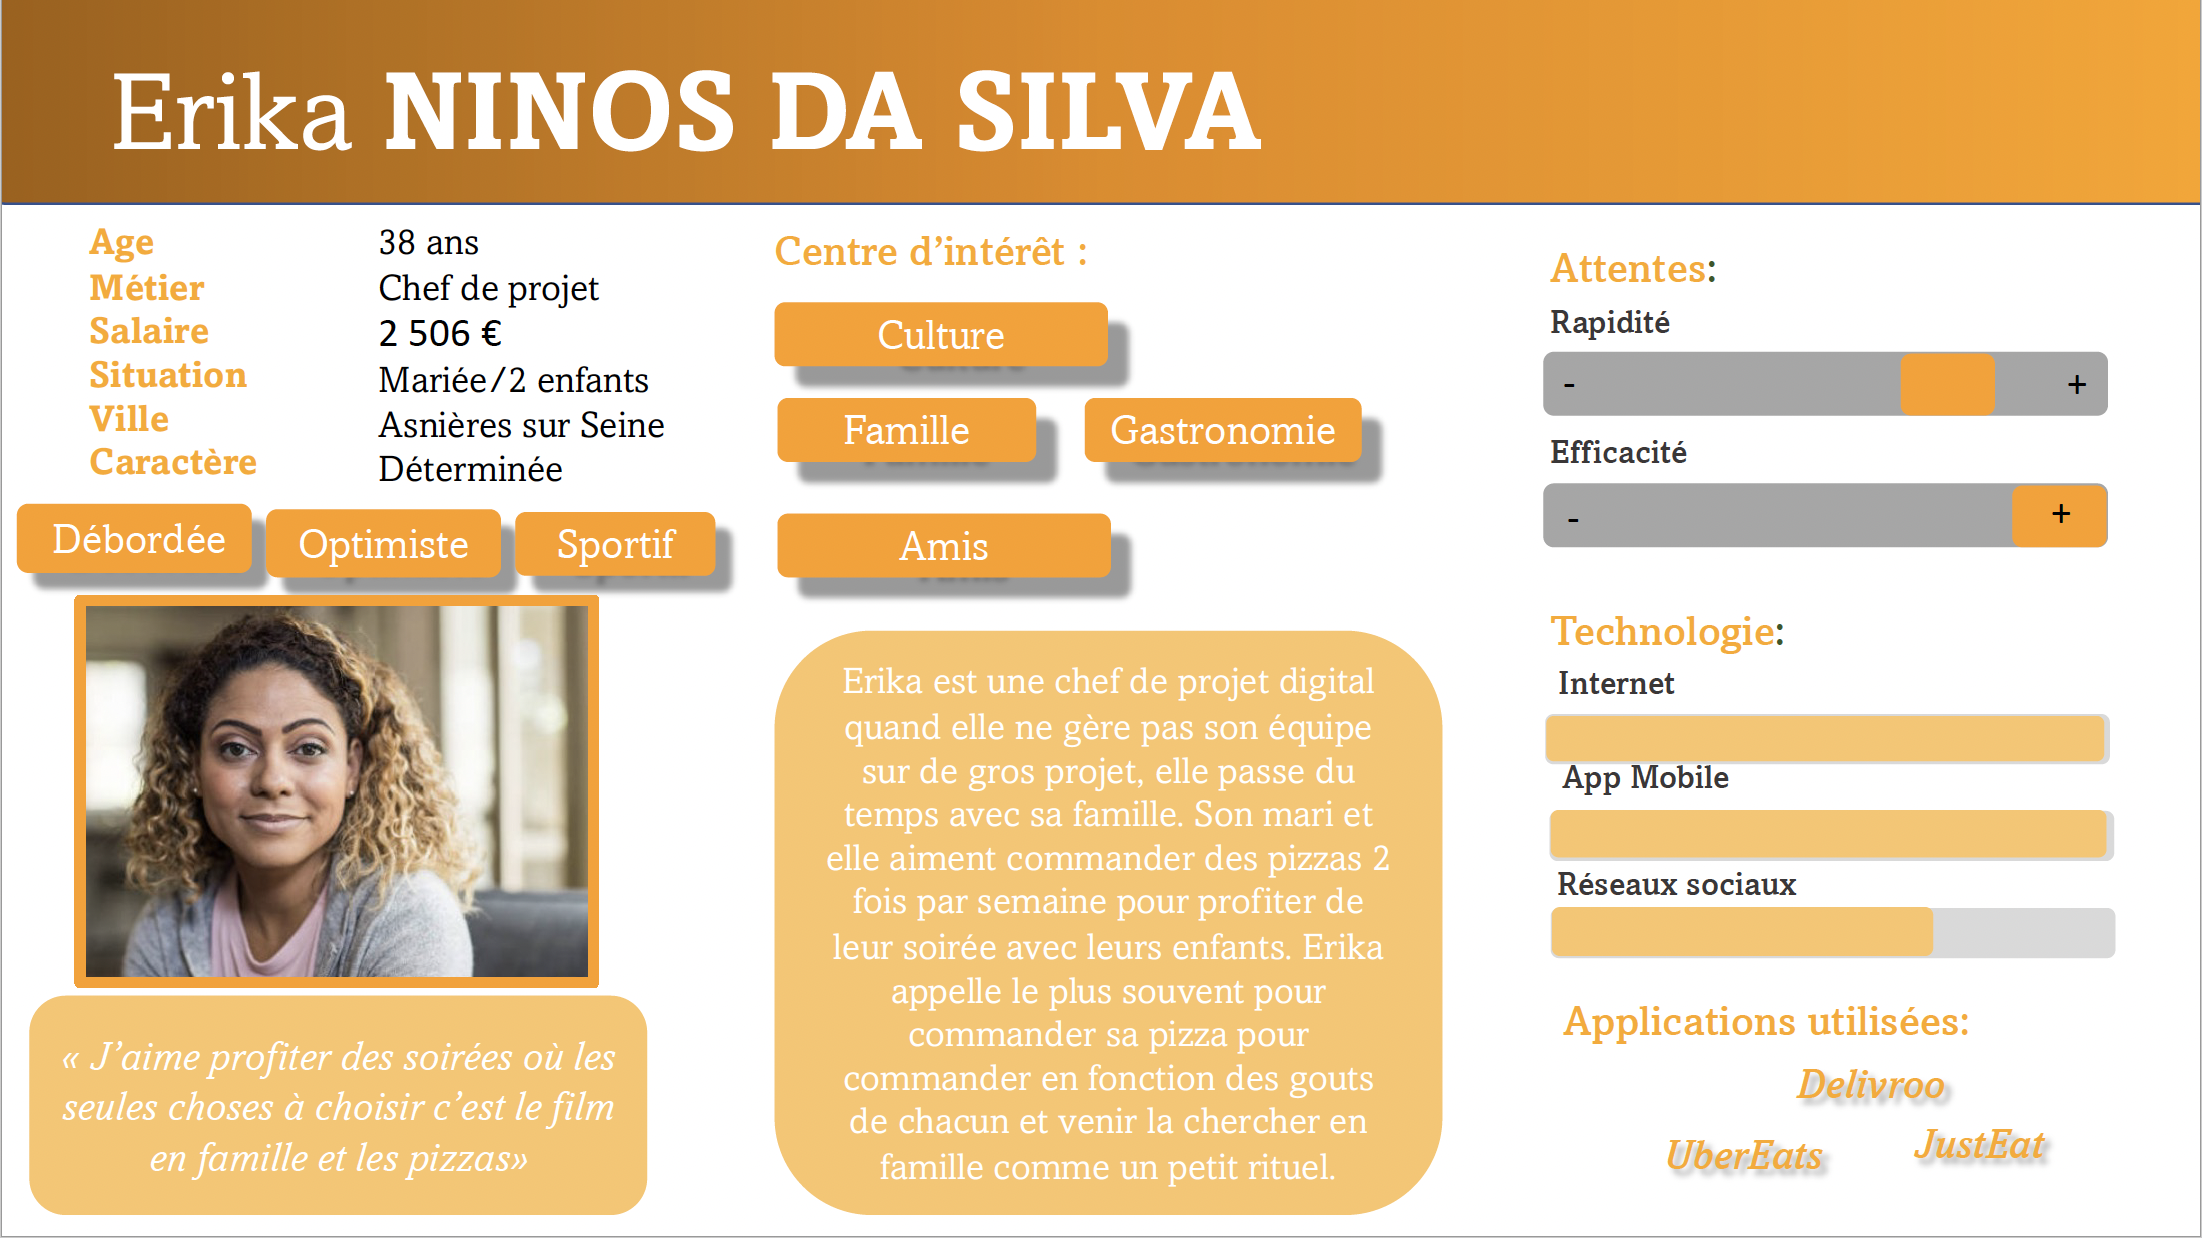 Erika NINOS DA SILVA
Age 38 ans
Métier Chef de projet
Salaire 2 506 €
Situation Mariée/2 enfants
Ville Asnières sur Seine
Caractère Déterminée
Débordée Optimiste Sportif
« J’aime profiter des soirées où les
seules choses à choisir c’est le film
en famille et les pizzas»
Centre d’intérêt :
Culture
Famille Gastronomie
Amis
Erika est une chef de projet digital
quand elle ne gère pas son équipe
sur de gros projet, elle passe du
temps avec sa famille. Son mari et
elle aiment commander des pizzas 2
fois par semaine pour profiter de
leur soirée avec leurs enfants. Erika
appelle le plus souvent pour
commander sa pizza pour
commander en fonction des gouts
de chacun et venir la chercher en
famille comme un petit rituel.
Attentes:
Rapidité
- +
Efficacité
- +
Technologie:
Internet
App Mobile
Réseaux sociaux
Applications utilisées:
Delivroo
UberEats JustEat